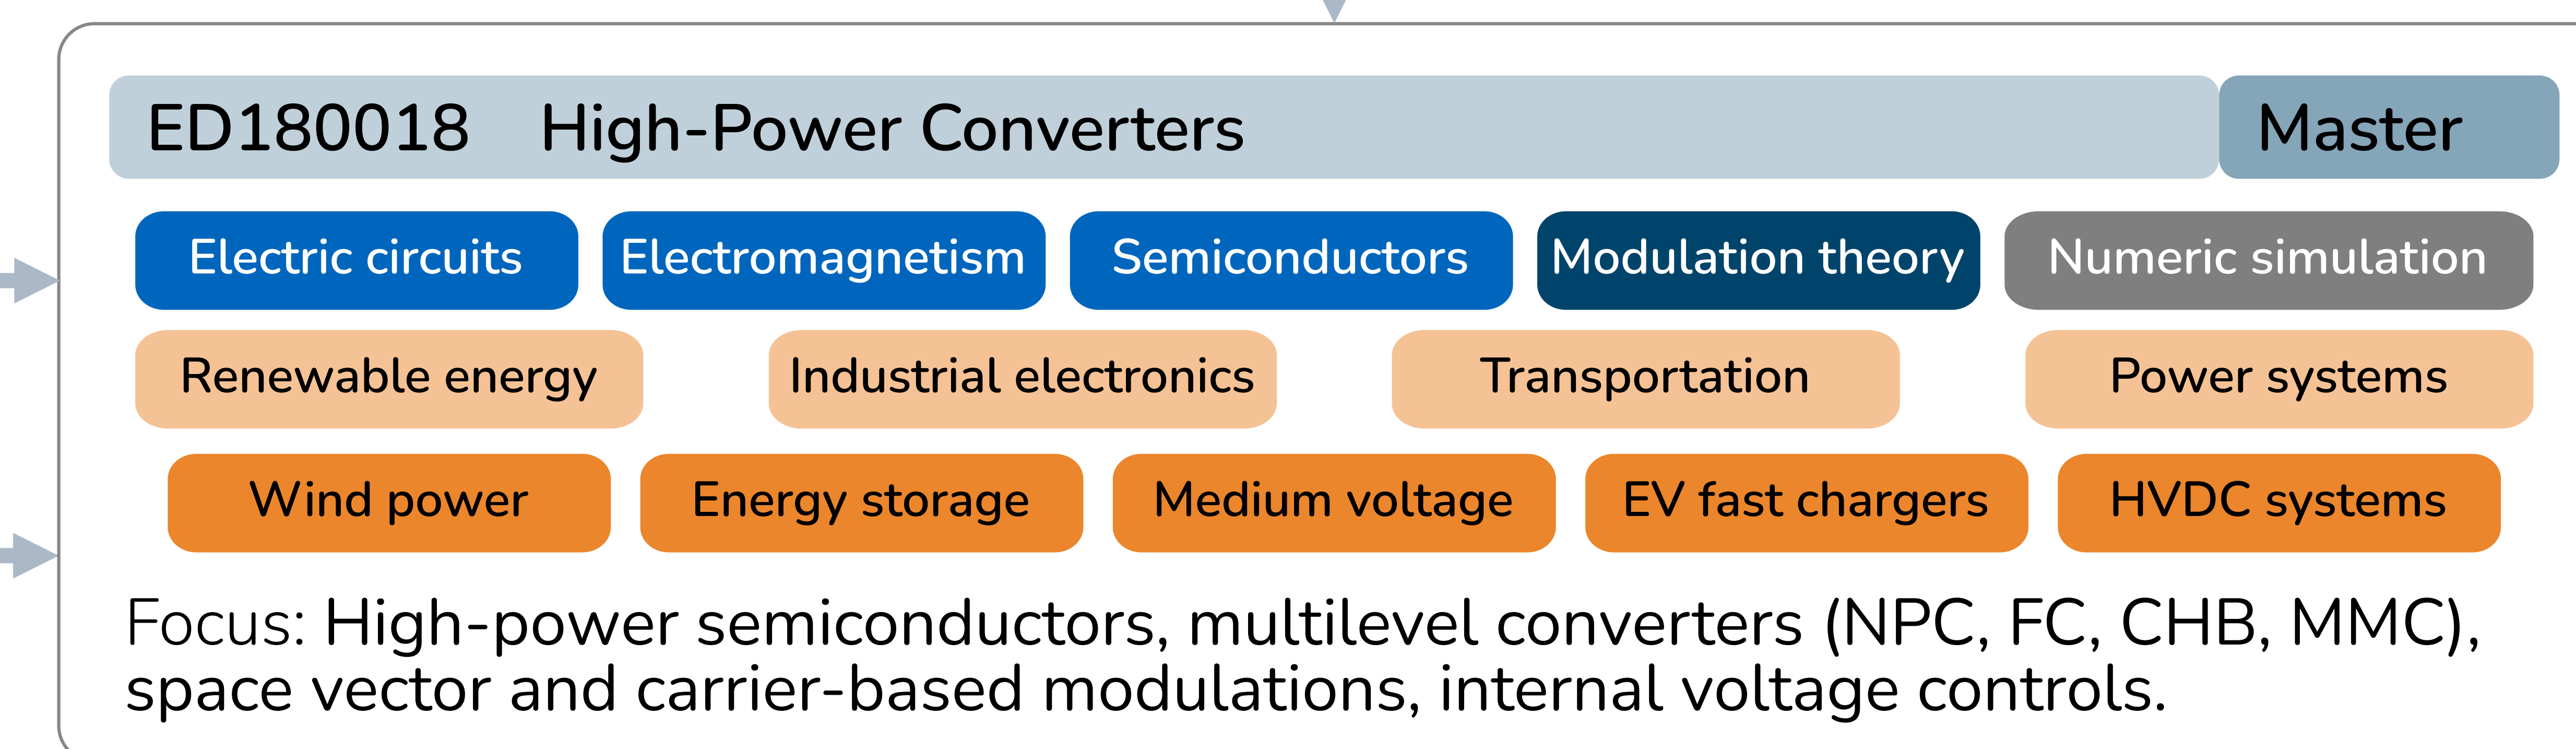 ED180018 High-Power Converters Master
Electric circuits Electromagnetism Semiconductors Modulation theory Numeric simulation
Renewable energy Industrial electronics Transportation Power systems
Wind power Energy storage Medium voltage EV fast chargers HVDC systems
Focus: High-power semiconductors, multilevel converters (NPC, FC, CHB, MMC),
space vector and carrier-based modulations, internal voltage controls.